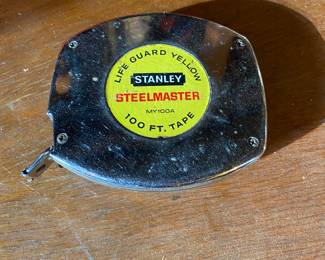 LIFE GUARD YELLOW
STANLEY
STEELMASTER
MY100A
100 FT. TAPE